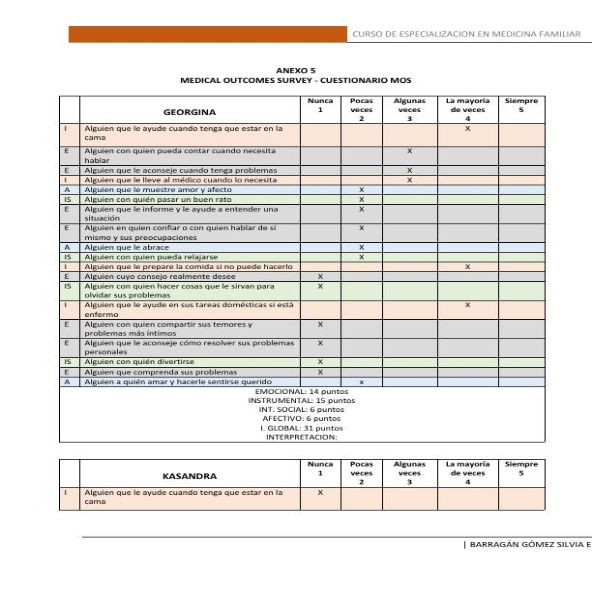 CURSO DE ESPECIALIZACION EN MEDICINA FAMILIAR
ANEXO 5
MEDICAL OUTCOMES SURVEY - CUESTIONARIO MOS
GEORGINA Nunca 1 Pocas veces 2 Algunas veces 3 La mayoría de veces 4 Siempre 5
I Alguien que le ayude cuando tenga que estar en la X
cama
E Alguien con quien pueda contar cuando necesita X
hablar
E Alguien que le aconseje cuando tenga problemas X
I Alguien que le lleve al médico cuando lo necesita X
A Alguien que le muestre amor y afecto X
IS Alguien con quién pasar un buen rato X
E Alguien que le informe y le ayude a entender una X
situación
E Alguien en quien confiar o con quien hablar de sí X
mismo y sus preocupaciones
A Alguien que le abrace X
IS Alguien con quien pueda relajarse X
I Alguien que le prepare la comida si no puede hacerlo X
E Alguien cuyo consejo realmente desee X
IS Alguien con quien hacer cosas que le sirvan para X
olvidar sus problemas
I Alguien que le ayude en sus tareas domésticas si está X
enfermo
E Alguien con quien compartir sus temores y X
problemas más íntimos
E Alguien que le aconseje cómo resolver sus problemas X
personales
IS Alguien con quién divertirse X
E Alguien que comprenda sus problemas X
A Alguien a quién amar y hacerle sentirse querido x
EMOCIONAL: 14 puntos
INSTRUMENTAL: 15 puntos
INT. SOCIAL: 6 puntos
AFECTIVO: 6 puntos
I. GLOBAL: 31 puntos
INTERPRETACION:
KASANDRA Nunca 1 Pocas veces 2 Algunas veces 3 La mayoría de veces 4 Siempre 5
I Alguien que le ayude cuando tenga que estar en la X
cama
| BARRAGÁN GÓMEZ SILVIA E